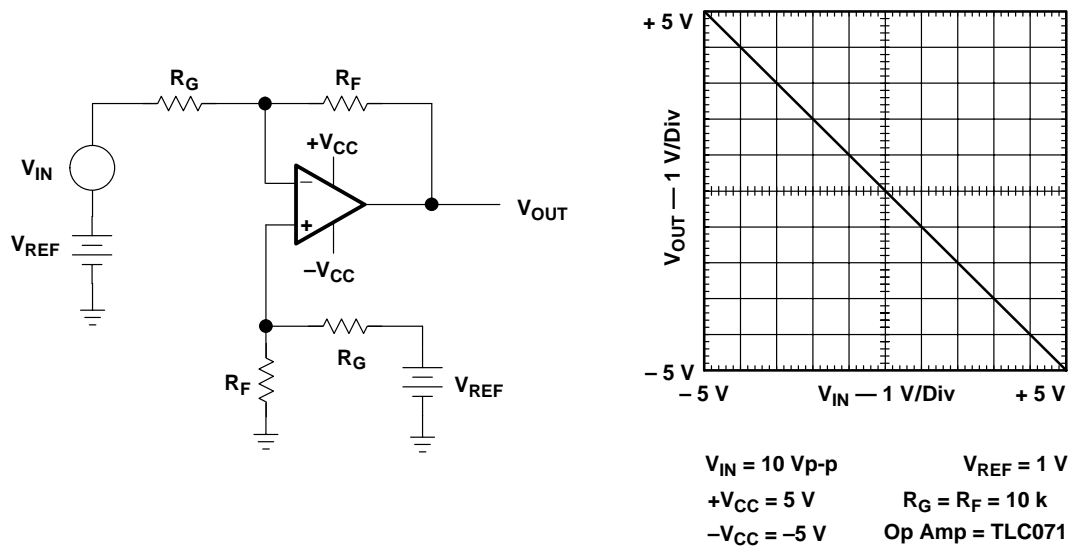 R_G
R_F
+V_CC
V_IN
–
V_OUT
V_REF
+
–V_CC
R_G
R_F
V_REF
+ 5 V
V_OUT — 1 V/Div
– 5 V
– 5 V
V_IN — 1 V/Div
+ 5 V
V_IN = 10 Vp-p
V_REF = 1 V
+V_CC = 5 V
R_G = R_F = 10 k
–V_CC = –5 V
Op Amp = TLC071